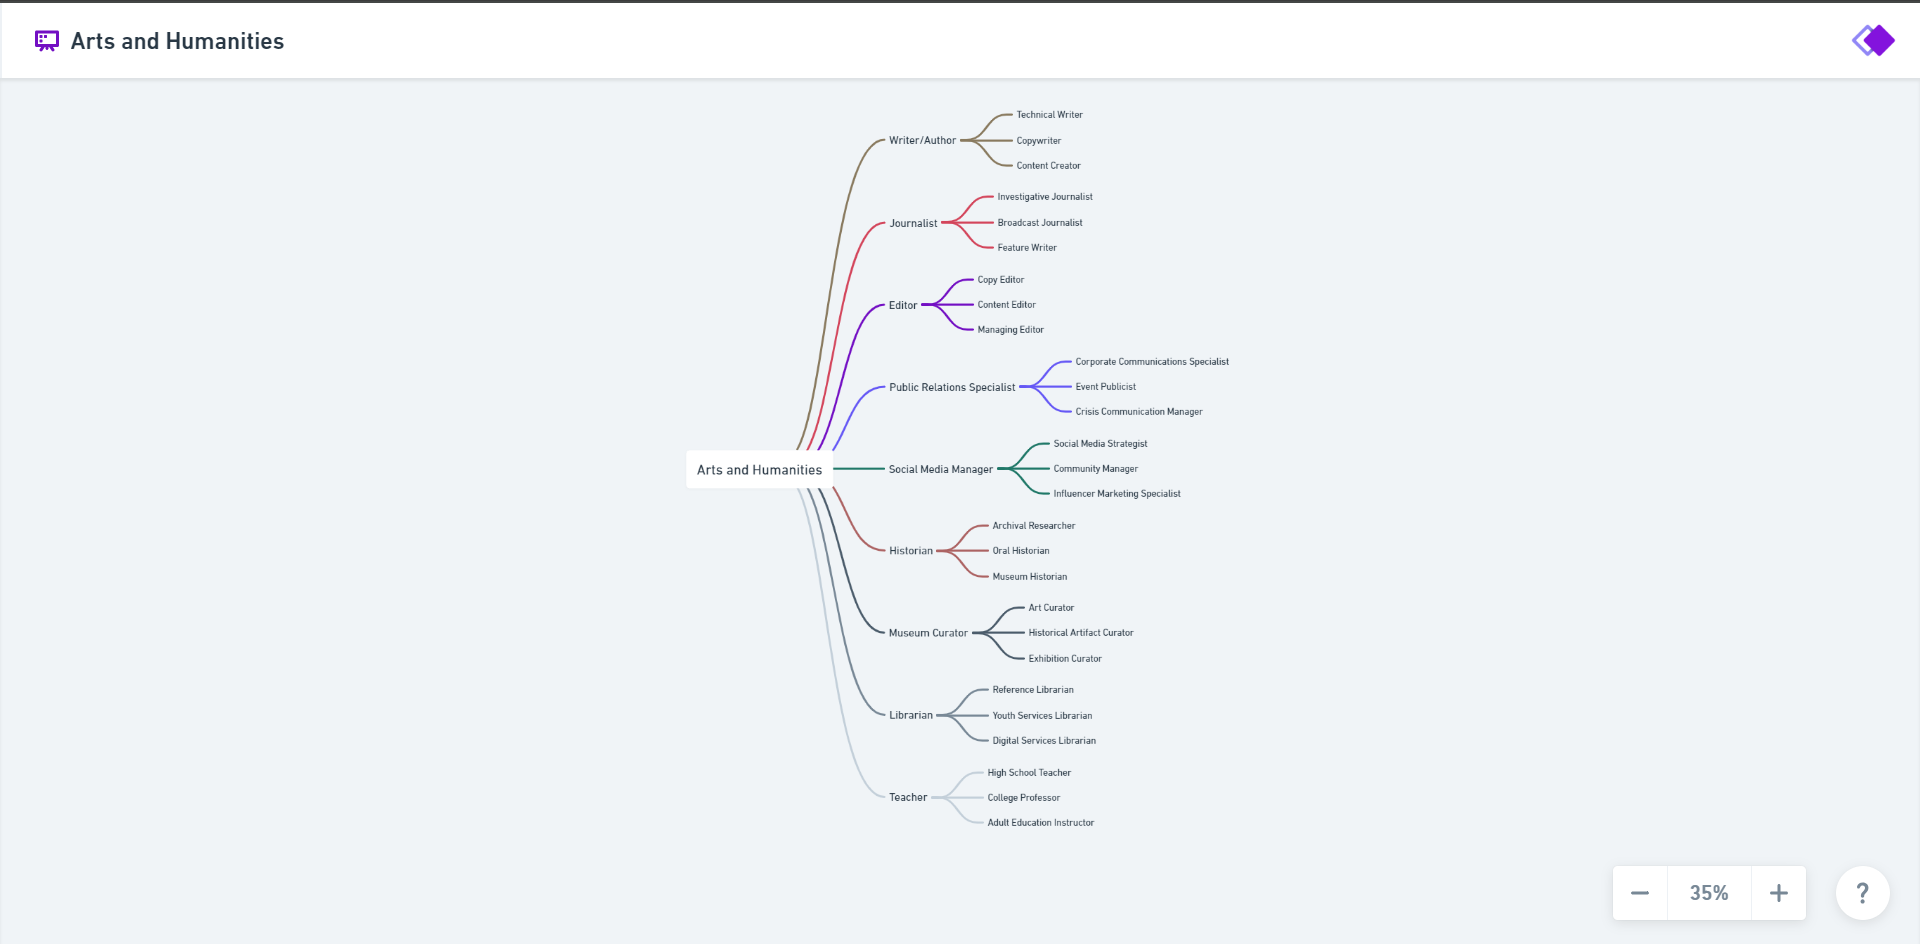 Arts and Humanities
Writer/Author
Technical Writer
Copywriter
Content Creator
Journalist
Investigative Journalist
Broadcast Journalist
Feature Writer
Editor
Copy Editor
Content Editor
Managing Editor
Public Relations Specialist
Corporate Communications Specialist
Event Publicist
Crisis Communication Manager
Arts and Humanities
Social Media Manager
Social Media Strategist
Community Manager
Influencer Marketing Specialist
Historian
Archival Researcher
Oral Historian
Museum Historian
Museum Curator
Art Curator
Historical Artifact Curator
Exhibition Curator
Librarian
Reference Librarian
Youth Services Librarian
Digital Services Librarian
Teacher
High School Teacher
College Professor
Adult Education Instructor
− 35% + ?